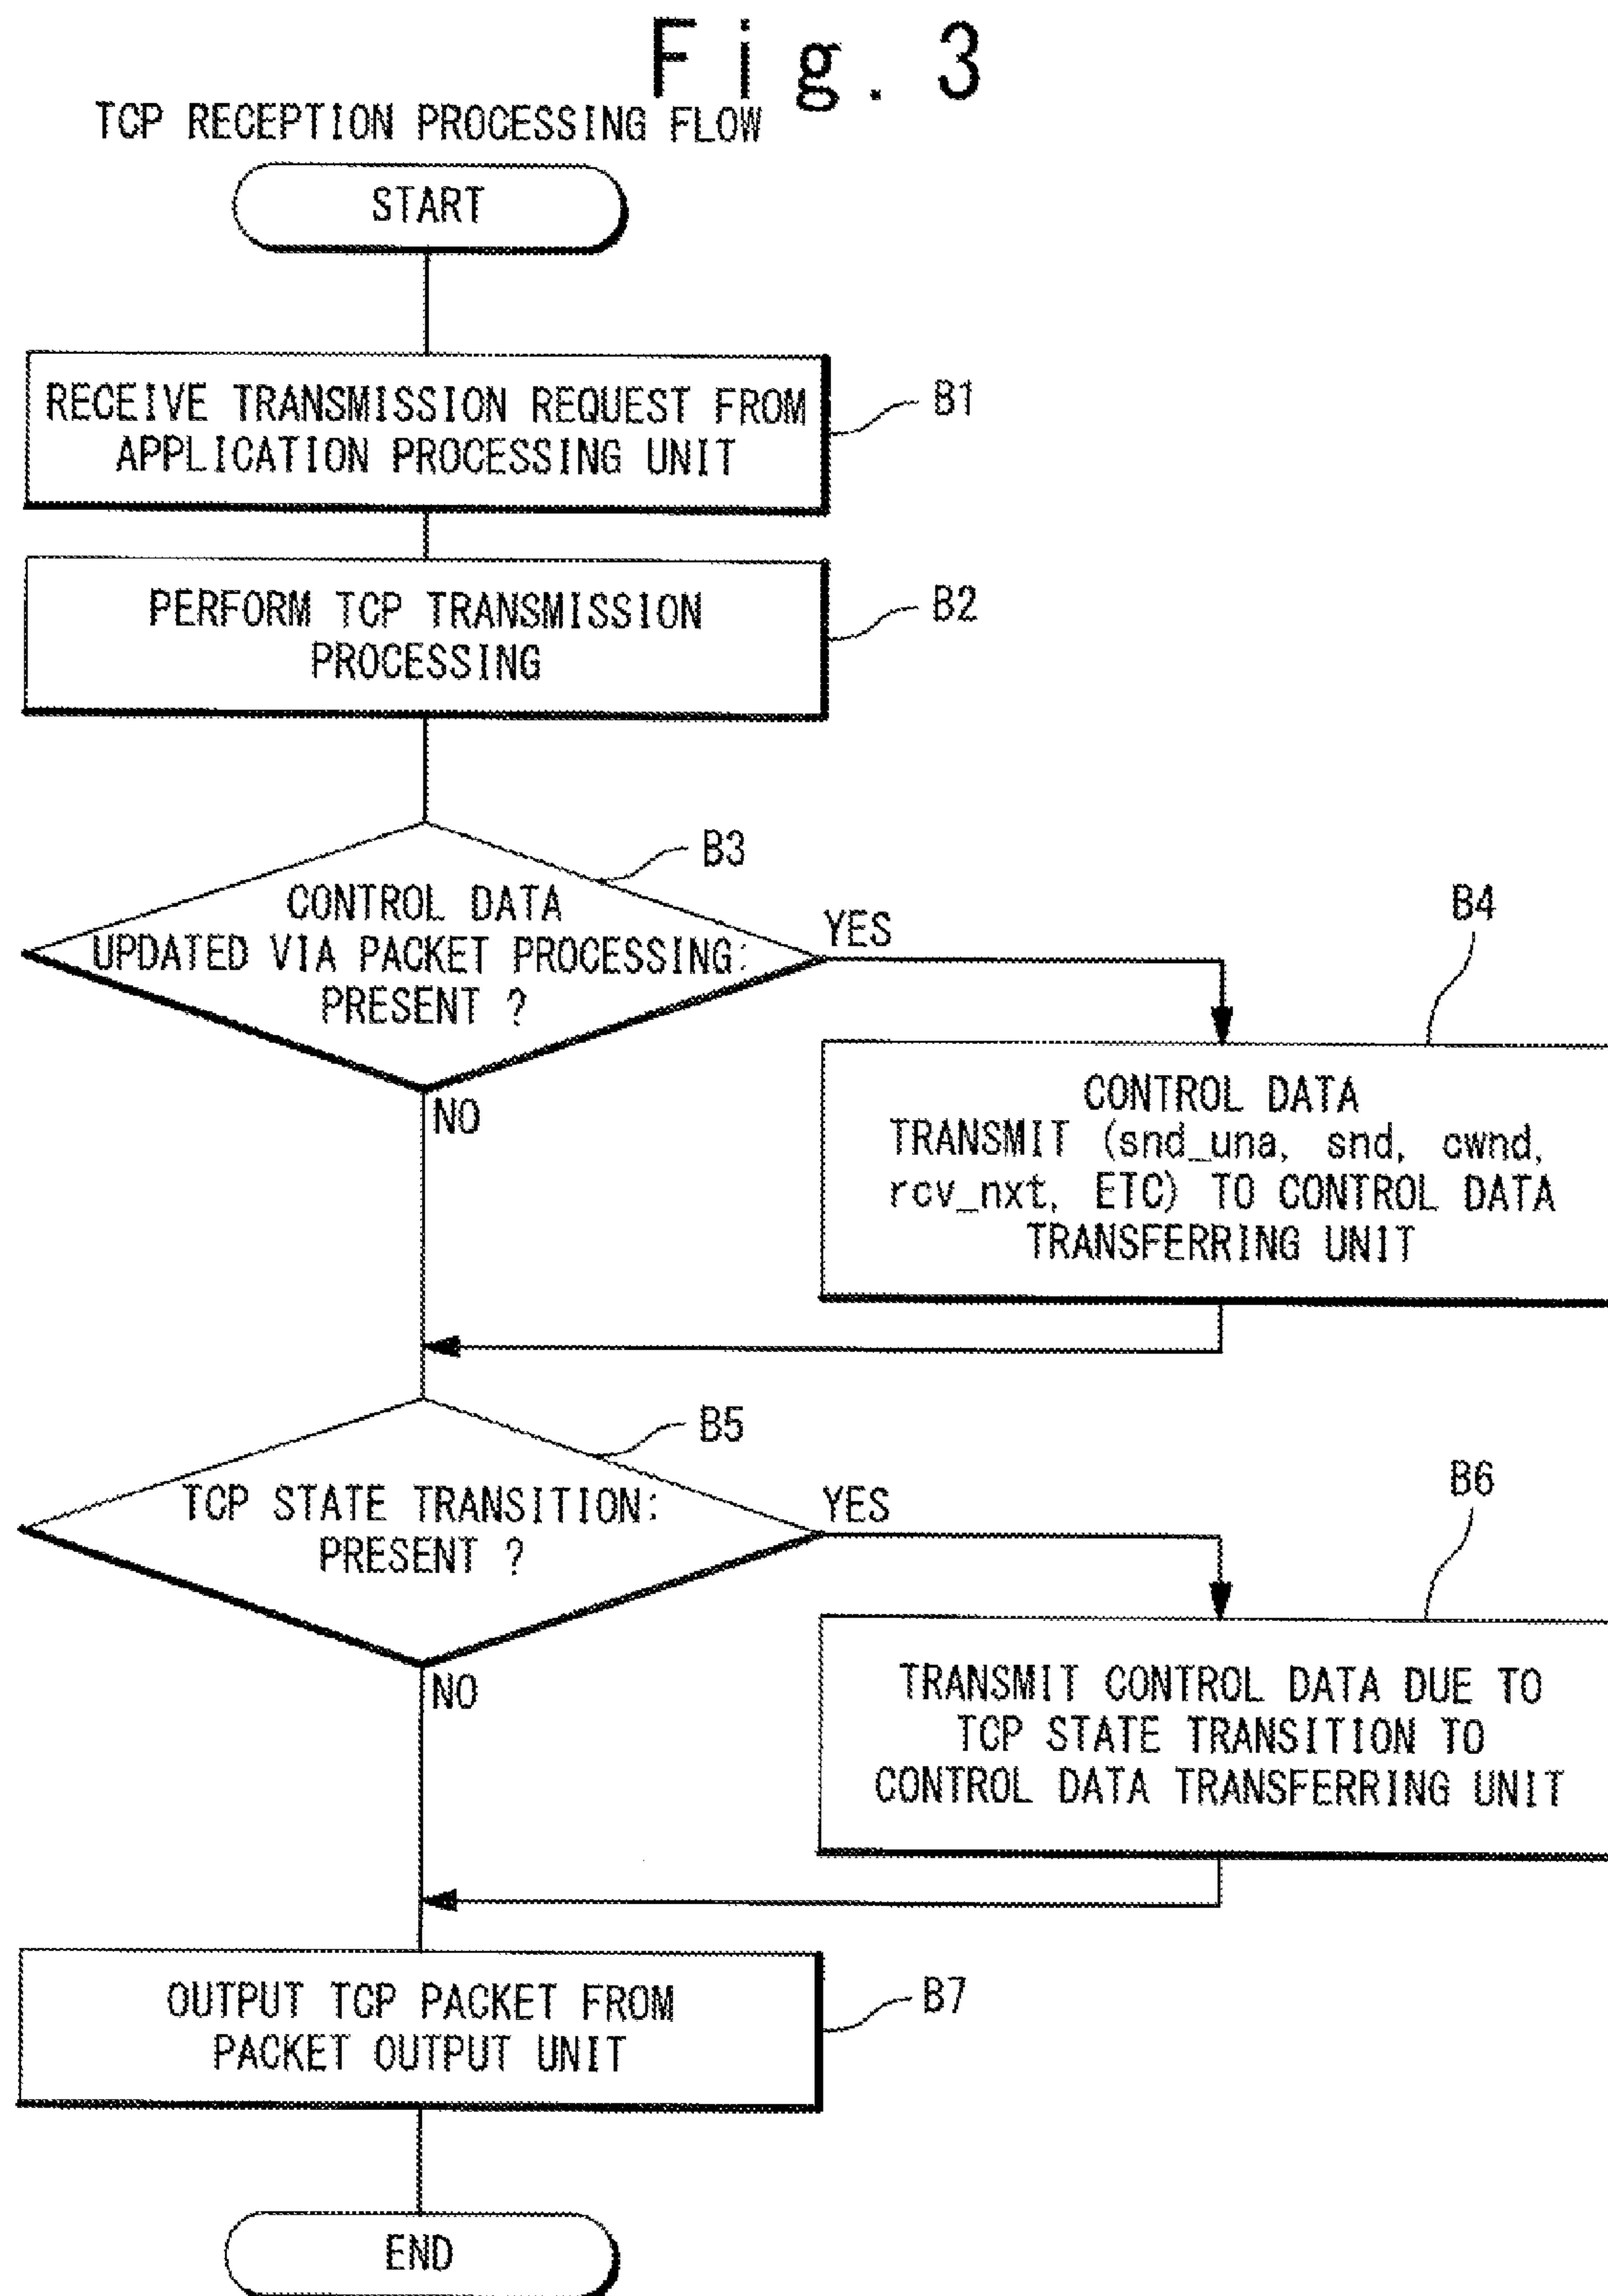 Fig. 3
TCP RECEPTION PROCESSING FLOW
START
RECEIVE TRANSMISSION REQUEST FROM
APPLICATION PROCESSING UNIT
B1
PERFORM TCP TRANSMISSION
PROCESSING
B2
B3
CONTROL DATA
UPDATED VIA PACKET PROCESSING:
PRESENT ?
YES
NO
B4
CONTROL DATA
TRANSMIT (snd_una, snd, cwnd,
rcv_nxt, ETC) TO CONTROL DATA
TRANSFERRING UNIT
B5
TCP STATE TRANSITION:
PRESENT ?
YES
NO
B6
TRANSMIT CONTROL DATA DUE TO
TCP STATE TRANSITION TO
CONTROL DATA TRANSFERRING UNIT
OUTPUT TCP PACKET FROM
PACKET OUTPUT UNIT
B7
END